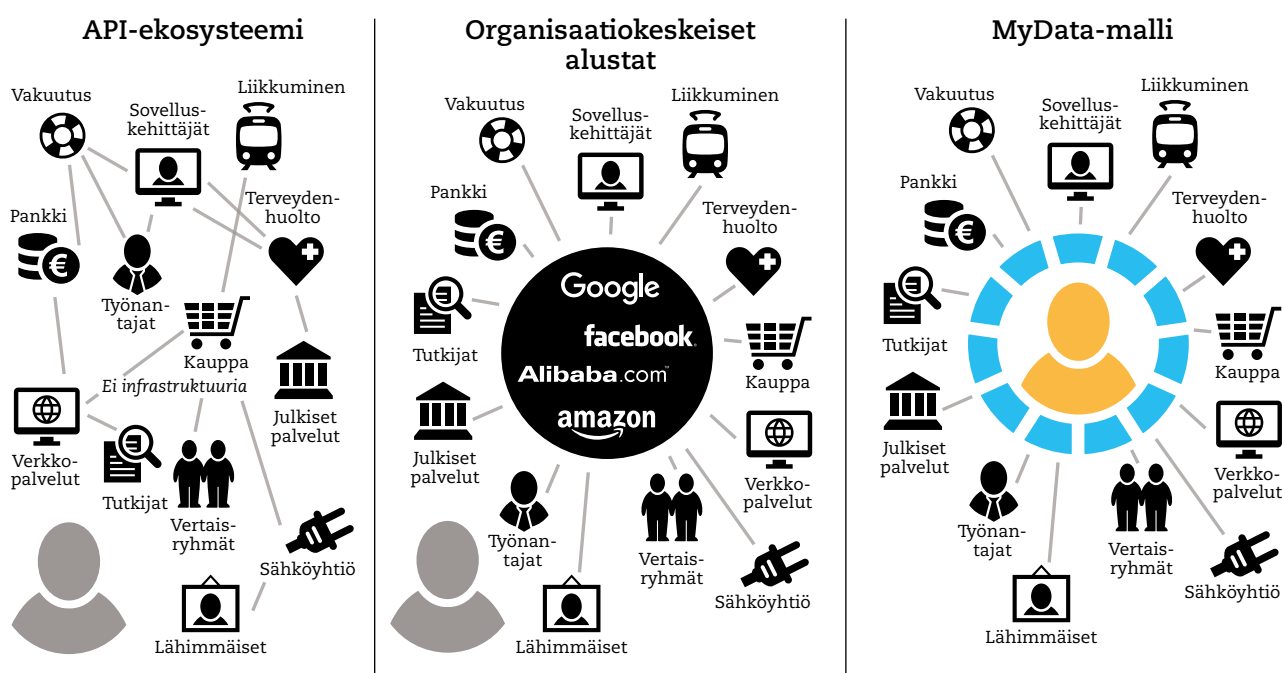 API-ekosysteemi
Vakuutus
Sovellus-
kehittäjät
Liikkuminen
Pankki
Terveyden-
huolto
Työnan-
tajat
Kauppa
Ei infrastruktuuria
Julkiset
palvelut
Verkko-
palvelut
Tutkijat
Vertais-
ryhmät
Sähköyhtiö
Lähimmäiset
Organisaatiokeskeiset
alustat
Vakuutus
Sovellus-
kehittäjät
Liikkuminen
Pankki
Terveyden-
huolto
Google
facebook.
Alibaba.com™
amazon
Tutkijat
Kauppa
Julkiset
palvelut
Verkko-
palvelut
Työnan-
tajat
Vertais-
ryhmät
Sähköyhtiö
Lähimmäiset
MyData-malli
Vakuutus
Sovellus-
kehittäjät
Liikkuminen
Pankki
Terveyden-
huolto
Tutkijat
Kauppa
Julkiset
palvelut
Verkko-
palvelut
Työnan-
tajat
Vertais-
ryhmät
Sähköyhtiö
Lähimmäiset